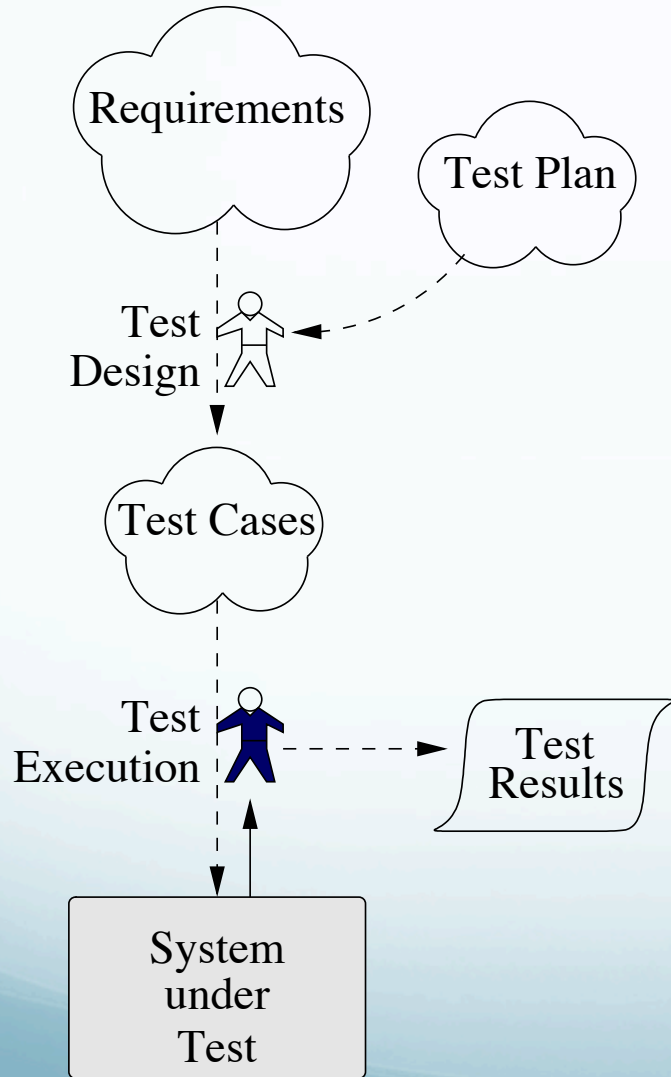 Requirements
Test Plan
Test
Design
Test Cases
Test
Execution
Test
Results
System
under
Test